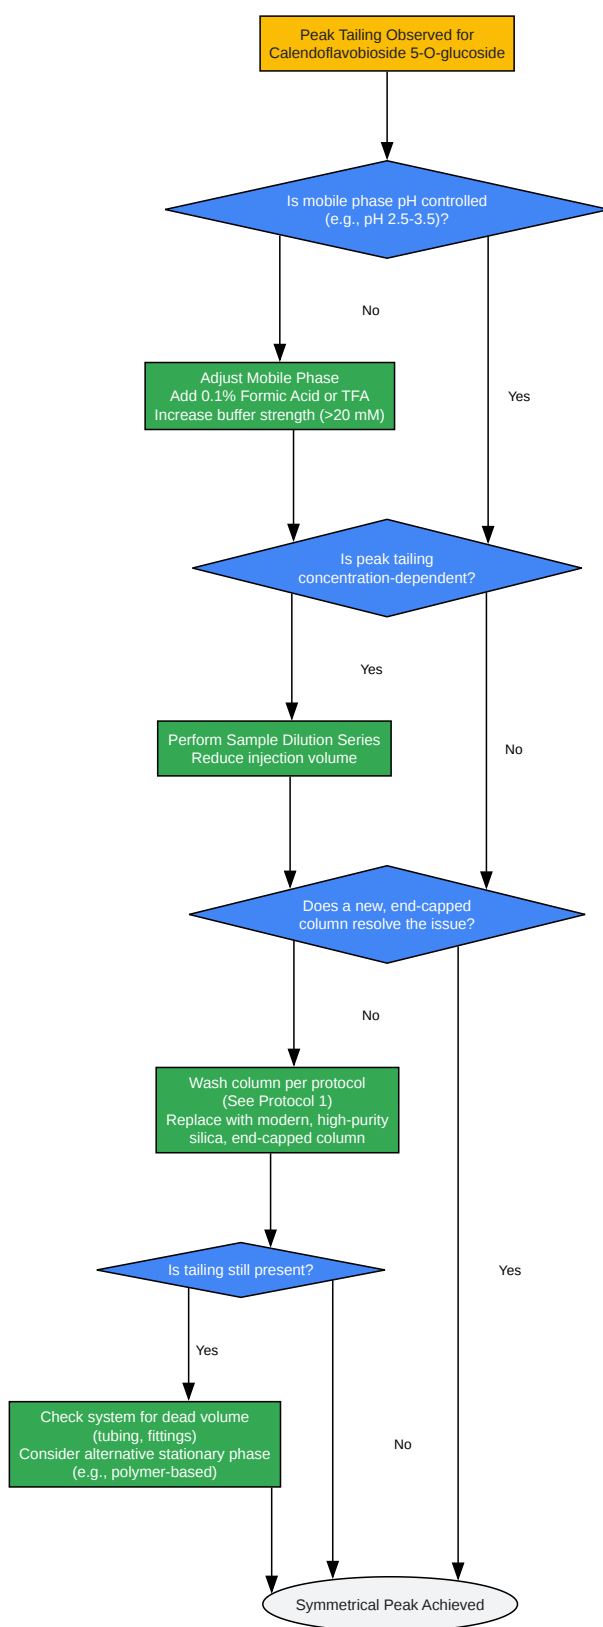 Peak Tailing Observed for
Calendoflavobioside 5-O-glucoside
Is mobile phase pH controlled
(e.g., pH 2.5-3.5)?
No
Adjust Mobile Phase
Add 0.1% Formic Acid or TFA
Increase buffer strength (>20 mM)
Yes
Is peak tailing
concentration-dependent?
Yes
Perform Sample Dilution Series
Reduce injection volume
No
Does a new, end-capped
column resolve the issue?
No
Wash column per protocol
(See Protocol 1)
Replace with modern, high-purity
silica, end-capped column
Is tailing still present?
Yes
Yes
Check system for dead volume
(tubing, fittings)
Consider alternative stationary phase
(e.g., polymer-based)
No
Symmetrical Peak Achieved